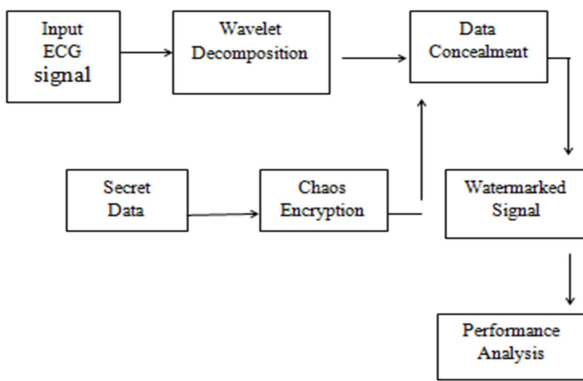 Input
ECG
signal
Wavelet
Decomposition
Data
Concealment
Secret
Data
Chaos
Encryption
Watermarked
Signal
Performance
Analysis